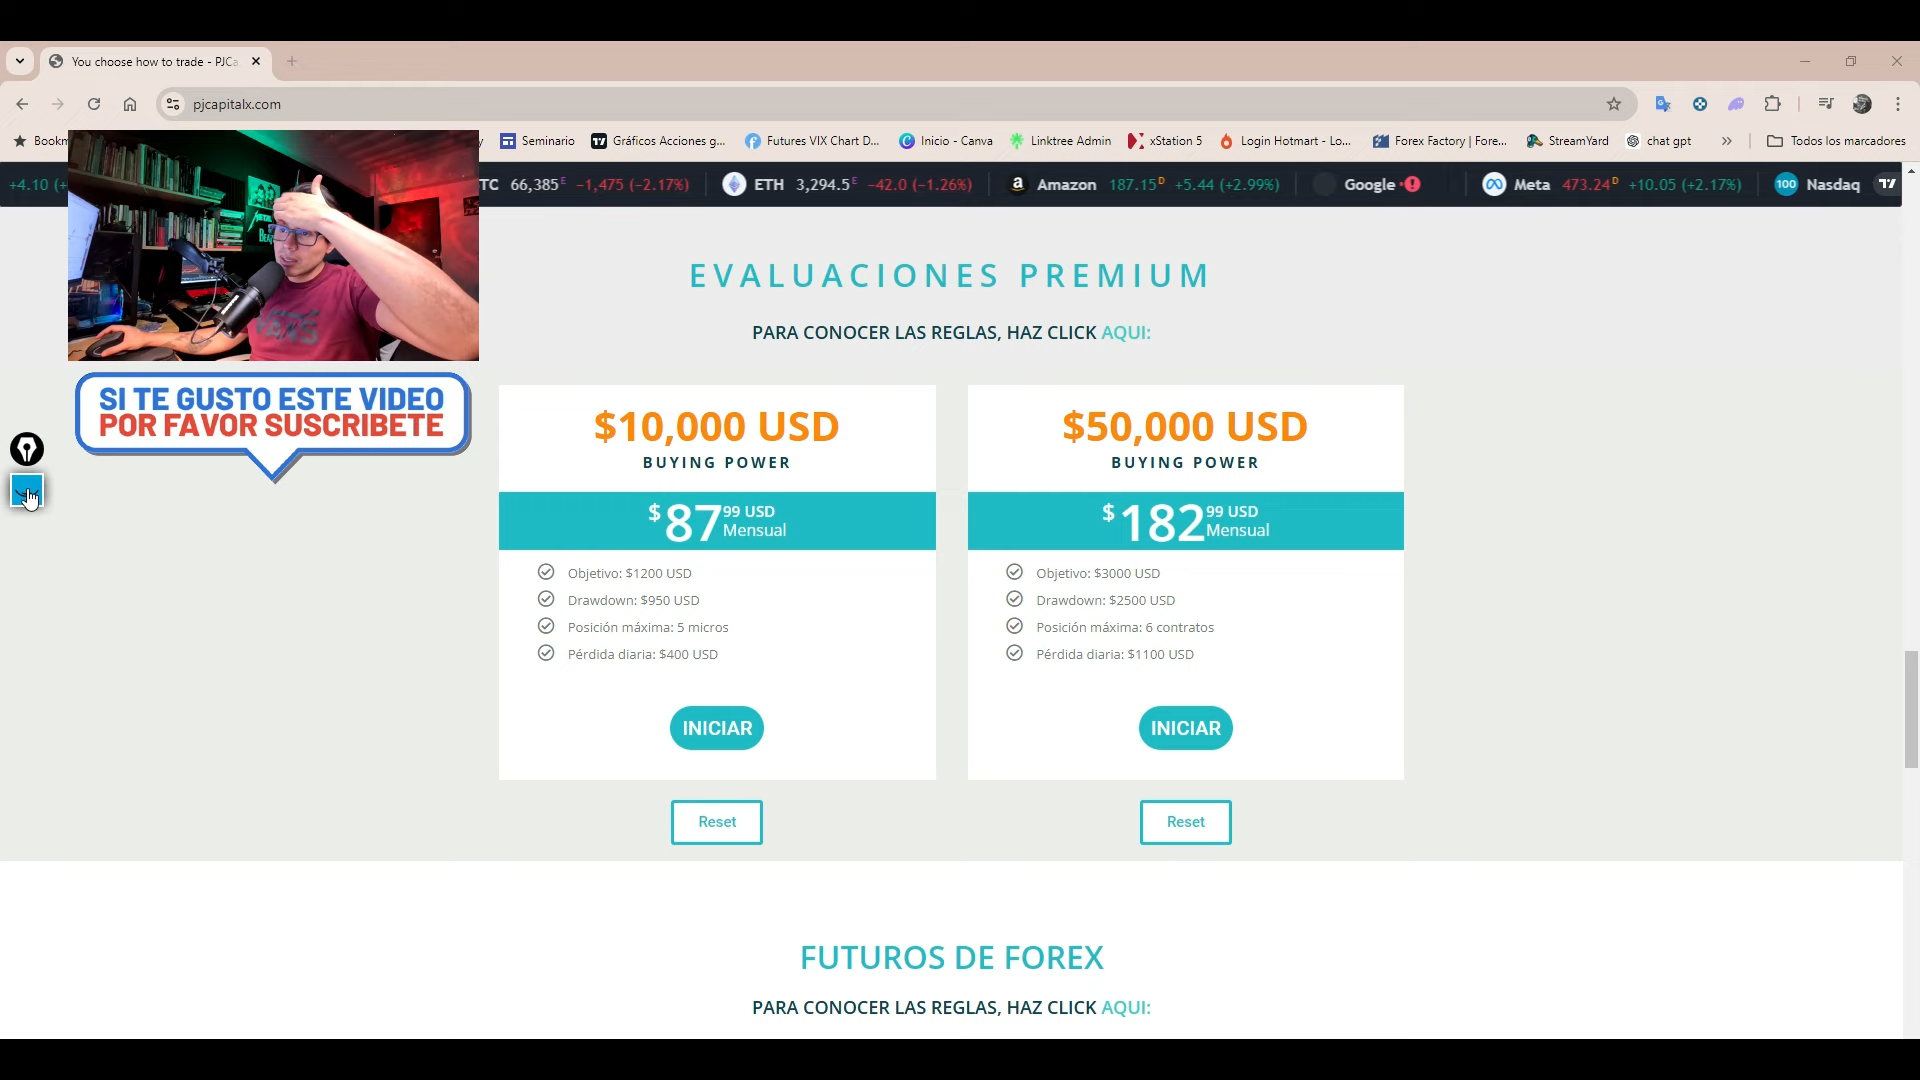 You choose how to trade - PJCa
pjcapitalx.com
Bookm
Seminario
Gráficos Acciones g...
Futures VIX Chart D...
Inicio - Canva
Linktree Admin
xStation 5
Login Hotmart - Lo...
Forex Factory | Fore...
StreamYard
chat gpt
Todos los marcadores
+4.10
TC 66,385 E -1,475 (-2.17%)
ETH 3,294.5 E -42.0 (-1.26%)
Amazon 187.15 D +5.44 (+2.99%)
Google
Meta 473.24 D +10.05 (+2.17%)
100 Nasdaq
EVALUACIONES PREMIUM
PARA CONOCER LAS REGLAS, HAZ CLICK AQUI:
SI TE GUSTO ESTE VIDEO
POR FAVOR SUSCRIBETE
$10,000 USD
BUYING POWER
$87 99 USD
Mensual
Objetivo: $1200 USD
Drawdown: $950 USD
Posición máxima: 5 micros
Pérdida diaria: $400 USD
INICIAR
Reset
$50,000 USD
BUYING POWER
$182 99 USD
Mensual
Objetivo: $3000 USD
Drawdown: $2500 USD
Posición máxima: 6 contratos
Pérdida diaria: $1100 USD
INICIAR
Reset
FUTUROS DE FOREX
PARA CONOCER LAS REGLAS, HAZ CLICK AQUI: